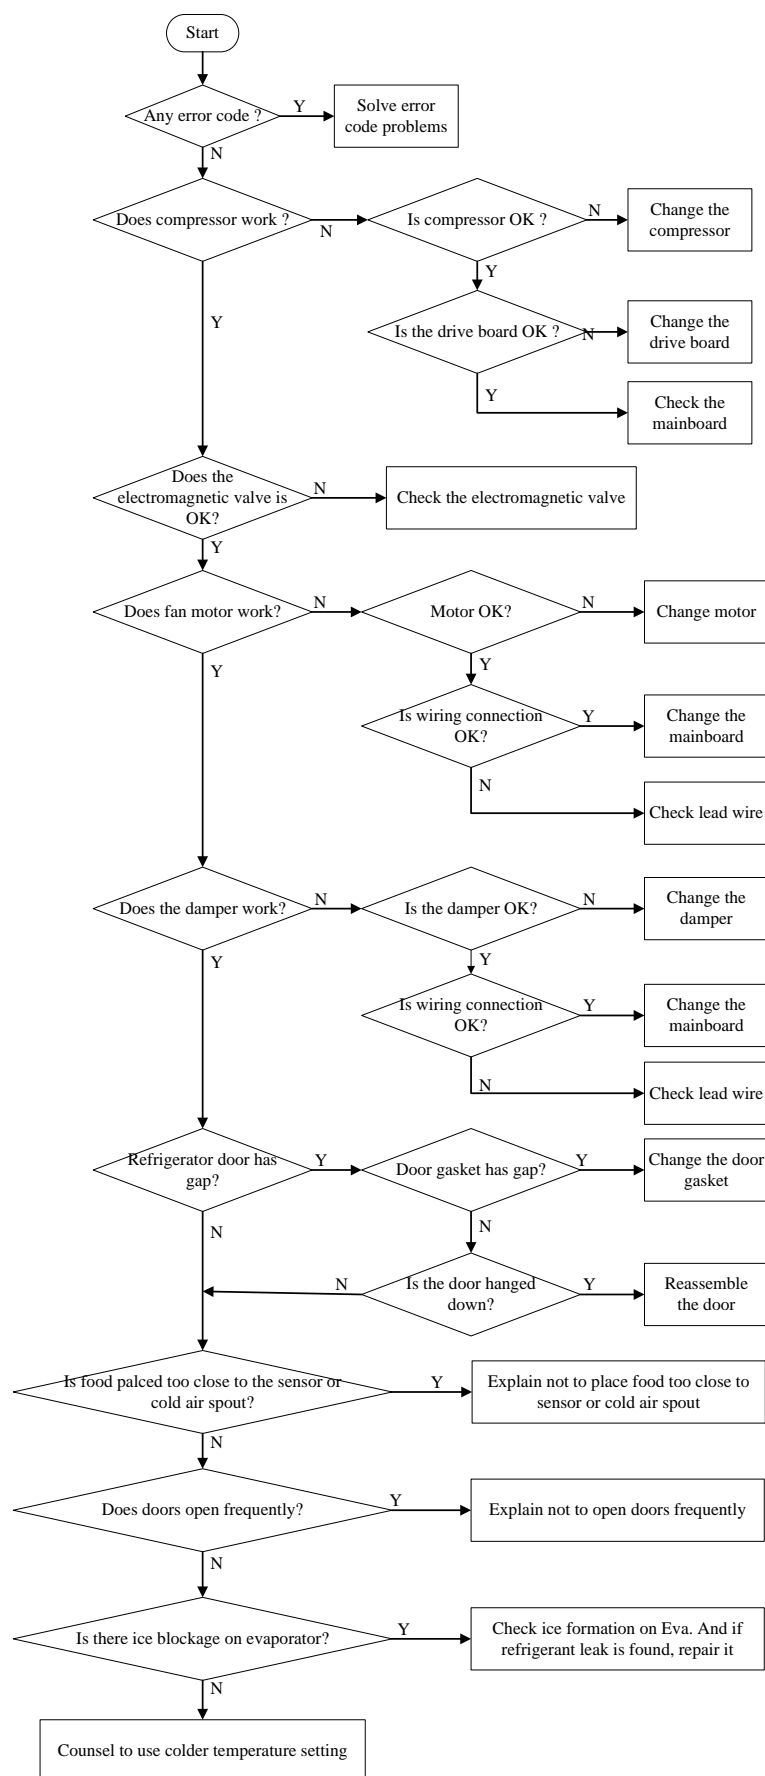 Start
Any error code ?
Y
Solve error
code problems
N
Does compressor work ?
N
Is compressor OK ?
N
Change the
compressor
Y
Y
Is the drive board OK ?
N
Change the
drive board
Y
Check the
mainboard
Does the
electromagnetic valve is
OK?
N
Check the electromagnetic valve
Y
Does fan motor work?
N
Motor OK?
N
Change motor
Y
Y
Is wiring connection
OK?
Y
Change the
mainboard
N
Check lead wire
Does the damper work?
N
Is the damper OK?
N
Change the
damper
Y
Y
Is wiring connection
OK?
Y
Change the
mainboard
N
Check lead wire
Refrigerator door has
gap?
Y
Door gasket has gap?
Y
Change the door
gasket
N
N
Is the door hanged
down?
N
Y
Reassemble
the door
Is food palced too close to the sensor or
cold air spout?
Y
Explain not to place food too close to
sensor or cold air spout
N
Does doors open frequently?
Y
Explain not to open doors frequently
N
Is there ice blockage on evaporator?
Y
Check ice formation on Eva. And if
refrigerant leak is found, repair it
N
Counsel to use colder temperature setting